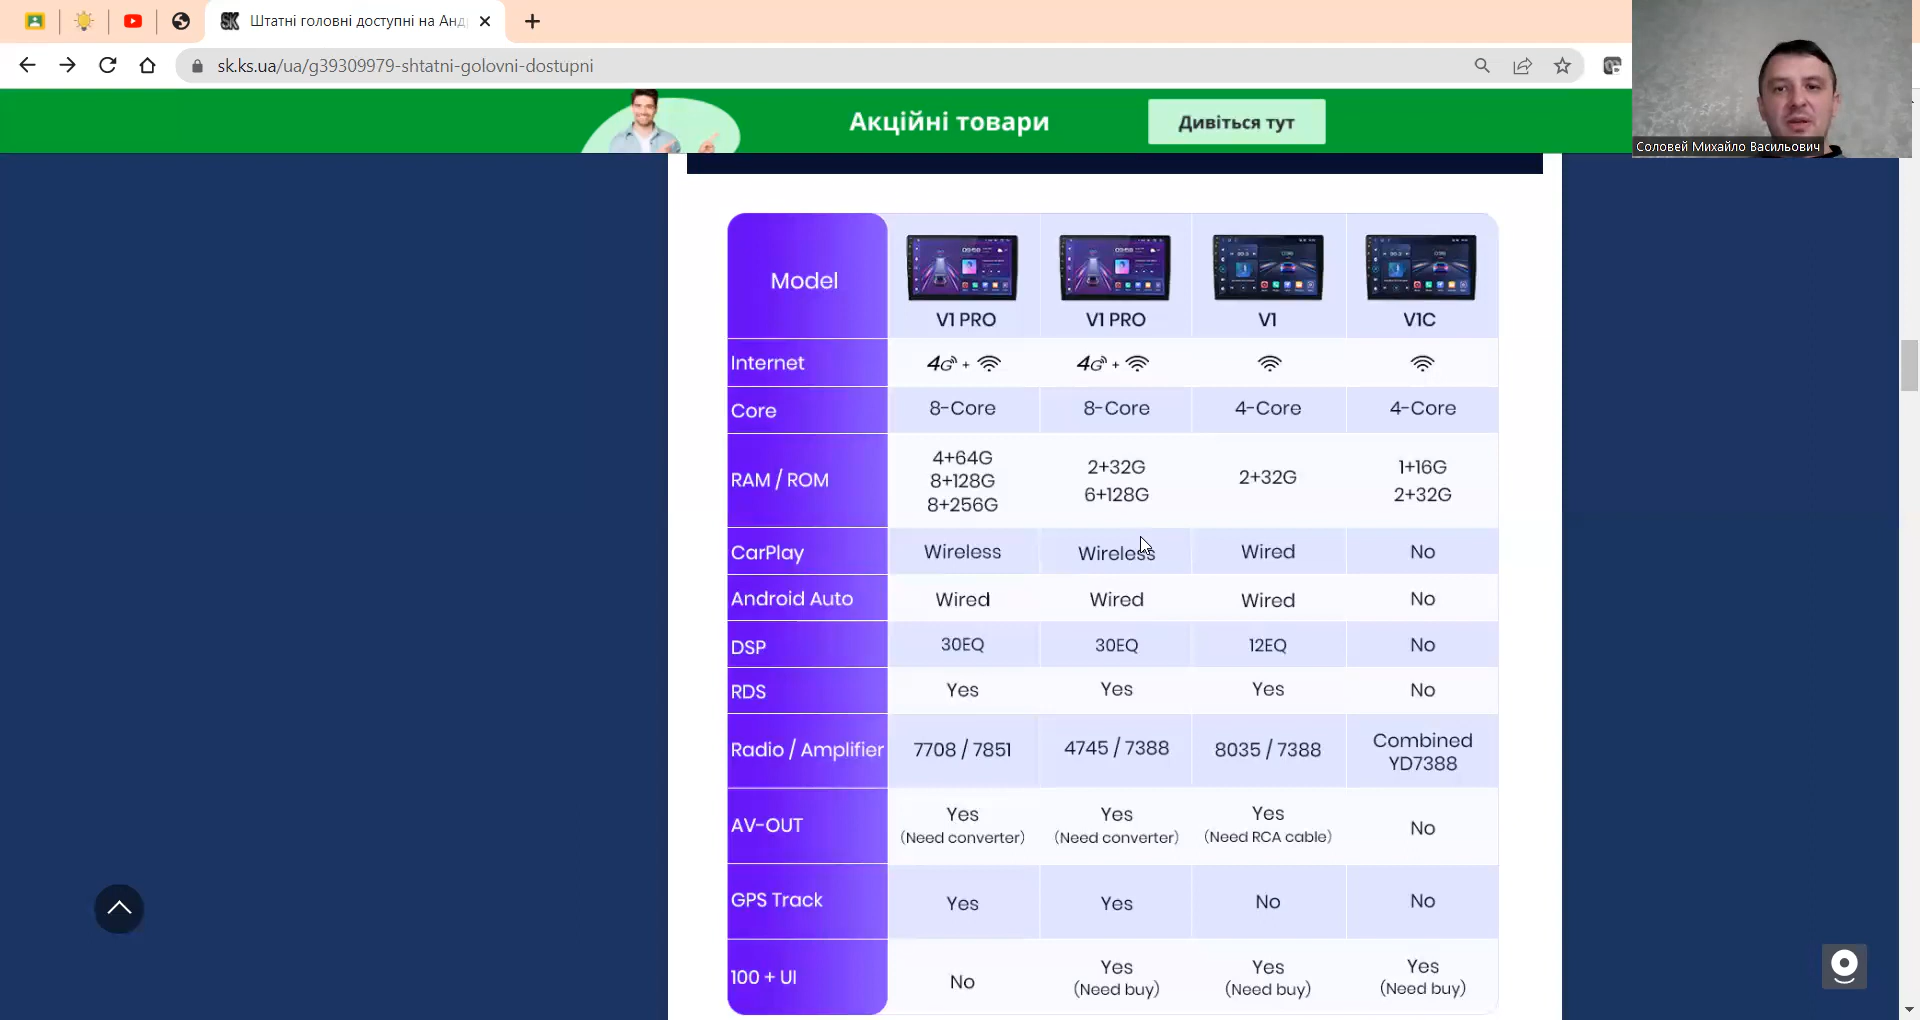 Штатні головні доступні на Анд
sk.ks.ua/ua/g39309979-shtatni-golovni-dostupni
Акційні товари
Дивіться тут
Соловей Михайло Васильович
Model
V1 PRO
V1 PRO
V1
V1C
Internet
4G +
4G +
Core
8-Core
8-Core
4-Core
4-Core
RAM / ROM
4+64G
8+128G
8+256G
2+32G
6+128G
2+32G
1+16G
2+32G
CarPlay
Wireless
Wireless
Wired
No
Android Auto
Wired
Wired
Wired
No
DSP
30EQ
30EQ
12EQ
No
RDS
Yes
Yes
Yes
No
Radio / Amplifier
7708 / 7851
4745 / 7388
8035 / 7388
Combined
YD7388
AV-OUT
Yes
(Need converter)
Yes
(Need converter)
Yes
(Need RCA cable)
No
GPS Track
Yes
Yes
No
No
100 + UI
No
Yes
(Need buy)
Yes
(Need buy)
Yes
(Need buy)